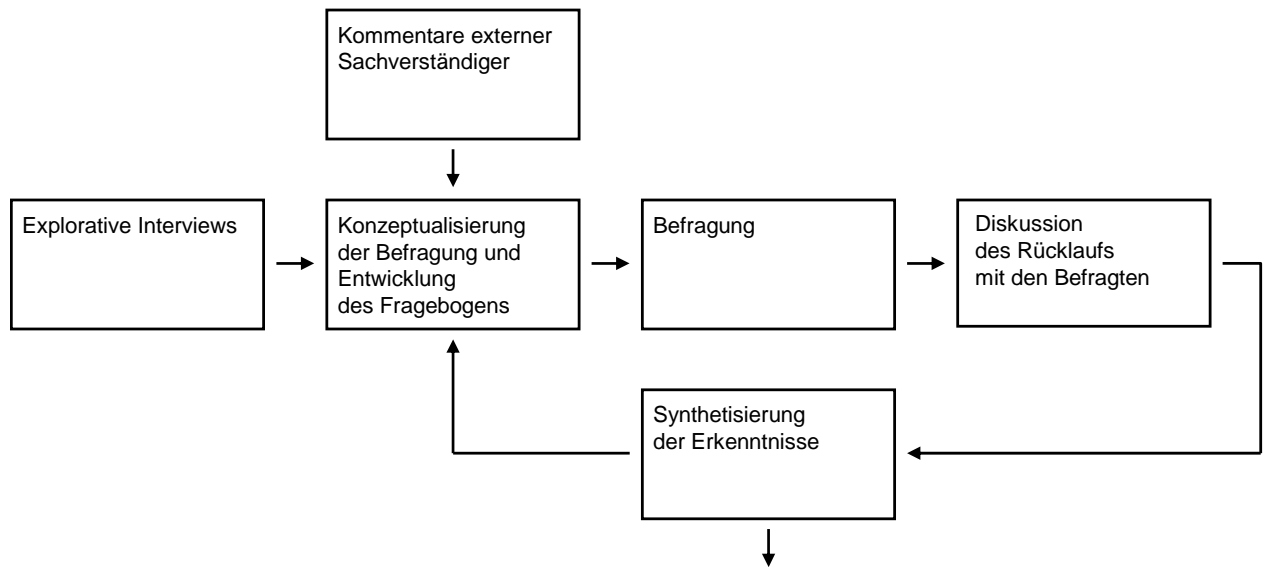 Kommentare externer
Sachverständiger
Explorative Interviews
Konzeptualisierung
der Befragung und
Entwicklung
des Fragebogens
Befragung
Diskussion
des Rücklaufs
mit den Befragten
Synthetisierung
der Erkenntnisse